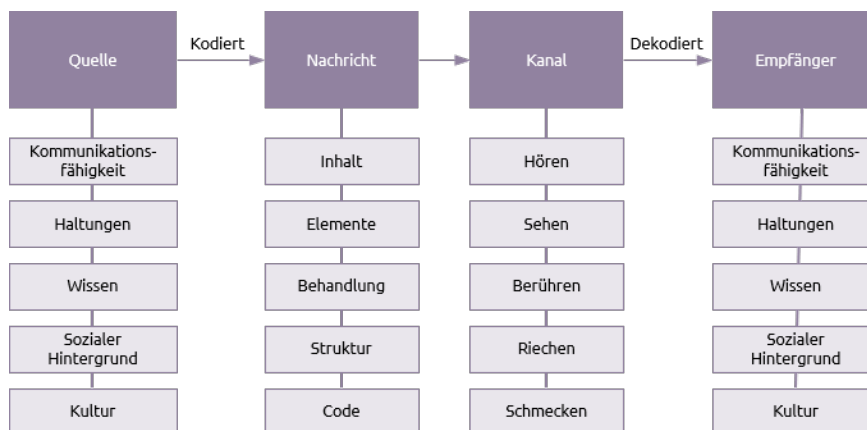 Quelle
Kodiert
Nachricht
Kanal
Dekodiert
Empfänger
Kommunikations-
fähigkeit
Haltungen
Wissen
Sozialer
Hintergrund
Kultur
Inhalt
Elemente
Behandlung
Struktur
Code
Hören
Sehen
Berühren
Riechen
Schmecken
Kommunikations-
fähigkeit
Haltungen
Wissen
Sozialer
Hintergrund
Kultur